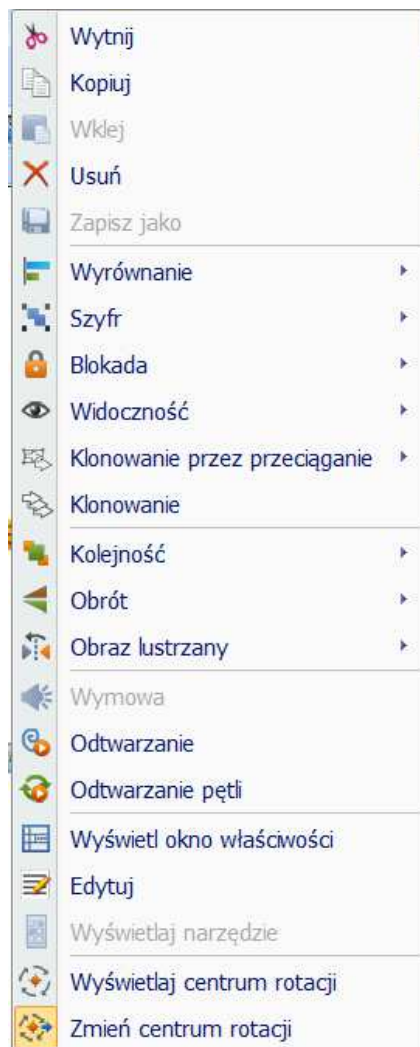 Wytnij
Kopiuj
Wklej
Usuń
Zapisz jako
Wyrównanie
Szyfr
Blokada
Widoczność
Klonowanie przez przeciąganie
Klonowanie
Kolejność
Obrót
Obraz lustrzany
Wymowa
Odtwarzanie
Odtwarzanie pętli
Wyświetl okno właściwości
Edytuj
Wyświetlaj narzędzie
Wyświetlaj centrum rotacji
Zmień centrum rotacji